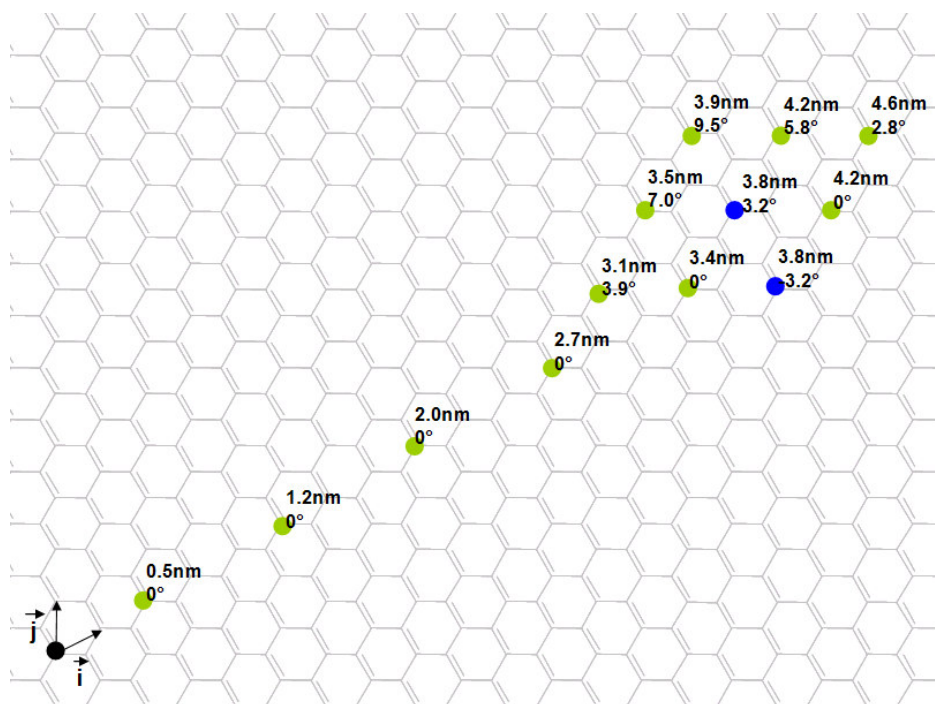 3.9nm 4.2nm 4.6nm
9.5° 5.8° 2.8°
3.5nm 3.8nm 4.2nm
7.0° 3.2° 0°
3.1nm 3.4nm 3.8nm
3.9° 0° -3.2°
2.7nm
0°
2.0nm
0°
1.2nm
0°
0.5nm
0°
j
i